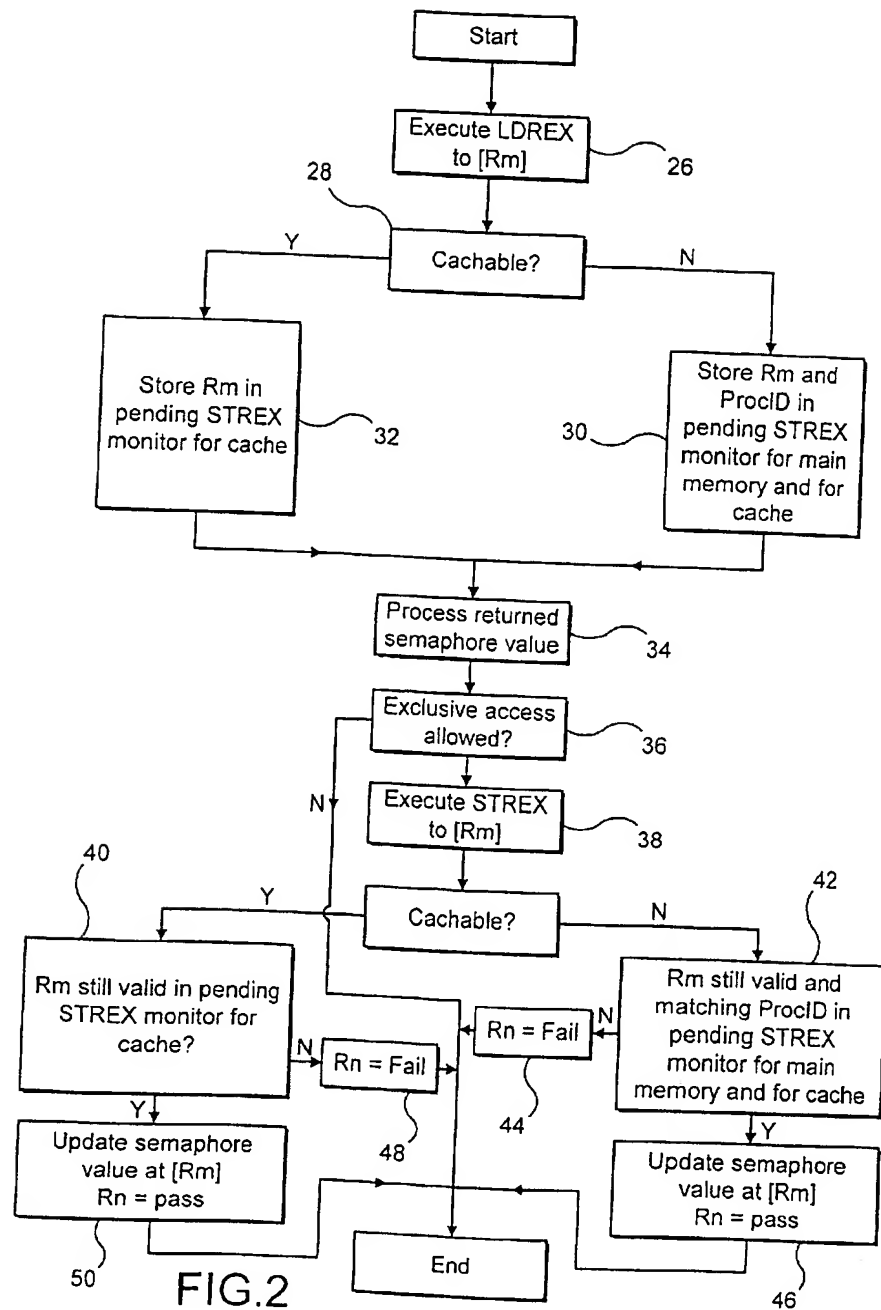 Start
Execute LDREX
to [Rm]
26
28
Cachable?
Y
N
Store Rm in
pending STREX
monitor for cache
32
Store Rm and
ProcID in
pending STREX
monitor for main
memory and for
cache
30
Process returned
semaphore value
34
Exclusive access
allowed?
36
N
Execute STREX
to [Rm]
38
Cachable?
Y
N
40
Rm still valid in pending
STREX monitor for
cache?
N
Rn = Fail
48
42
Rm still valid and
matching ProcID in
pending STREX
monitor for main
memory and for cache
N
Rn = Fail
44
Y
Update semaphore
value at [Rm]
Rn = pass
50
Y
Update semaphore
value at [Rm]
Rn = pass
46
End
FIG.2